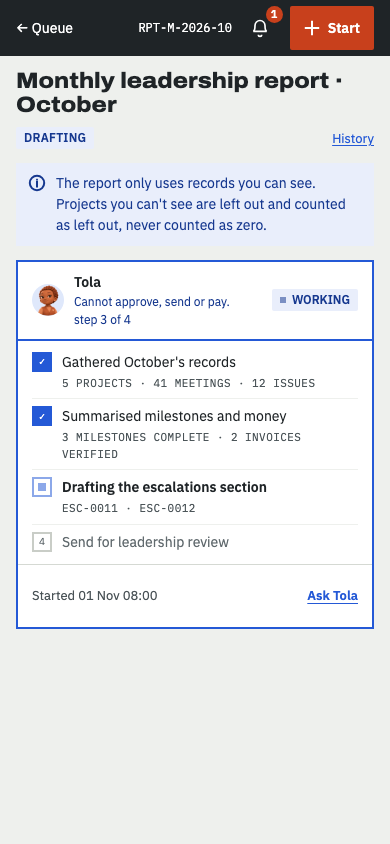 ← Queue
RPT-M-2026-10
1
+ Start
Monthly leadership report ·
October
DRAFTING
History
The report only uses records you can see.
Projects you can't see are left out and counted
as left out, never counted as zero.
Tola
Cannot approve, send or pay.
step 3 of 4
WORKING
✓ Gathered October's records
5 PROJECTS · 41 MEETINGS · 12 ISSUES
✓ Summarised milestones and money
3 MILESTONES COMPLETE · 2 INVOICES
VERIFIED
Drafting the escalations section
ESC-0011 · ESC-0012
4 Send for leadership review
Started 01 Nov 08:00
Ask Tola